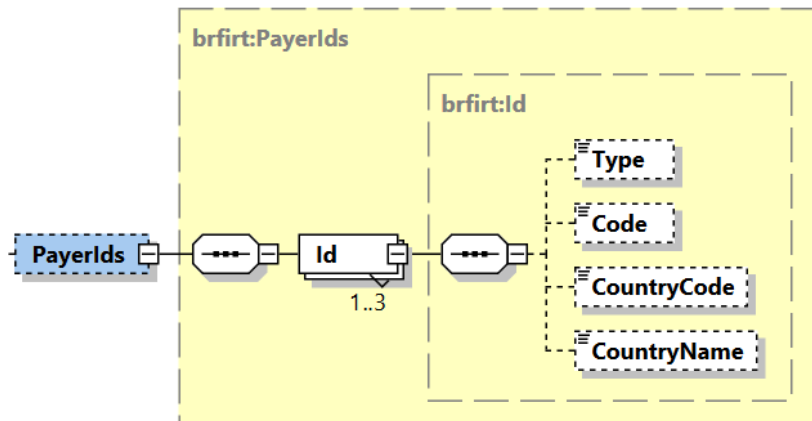 brfirt:PayerIds
brfirt:Id
Type
Code
PayerIds
Id
CountryCode
1..3
CountryName